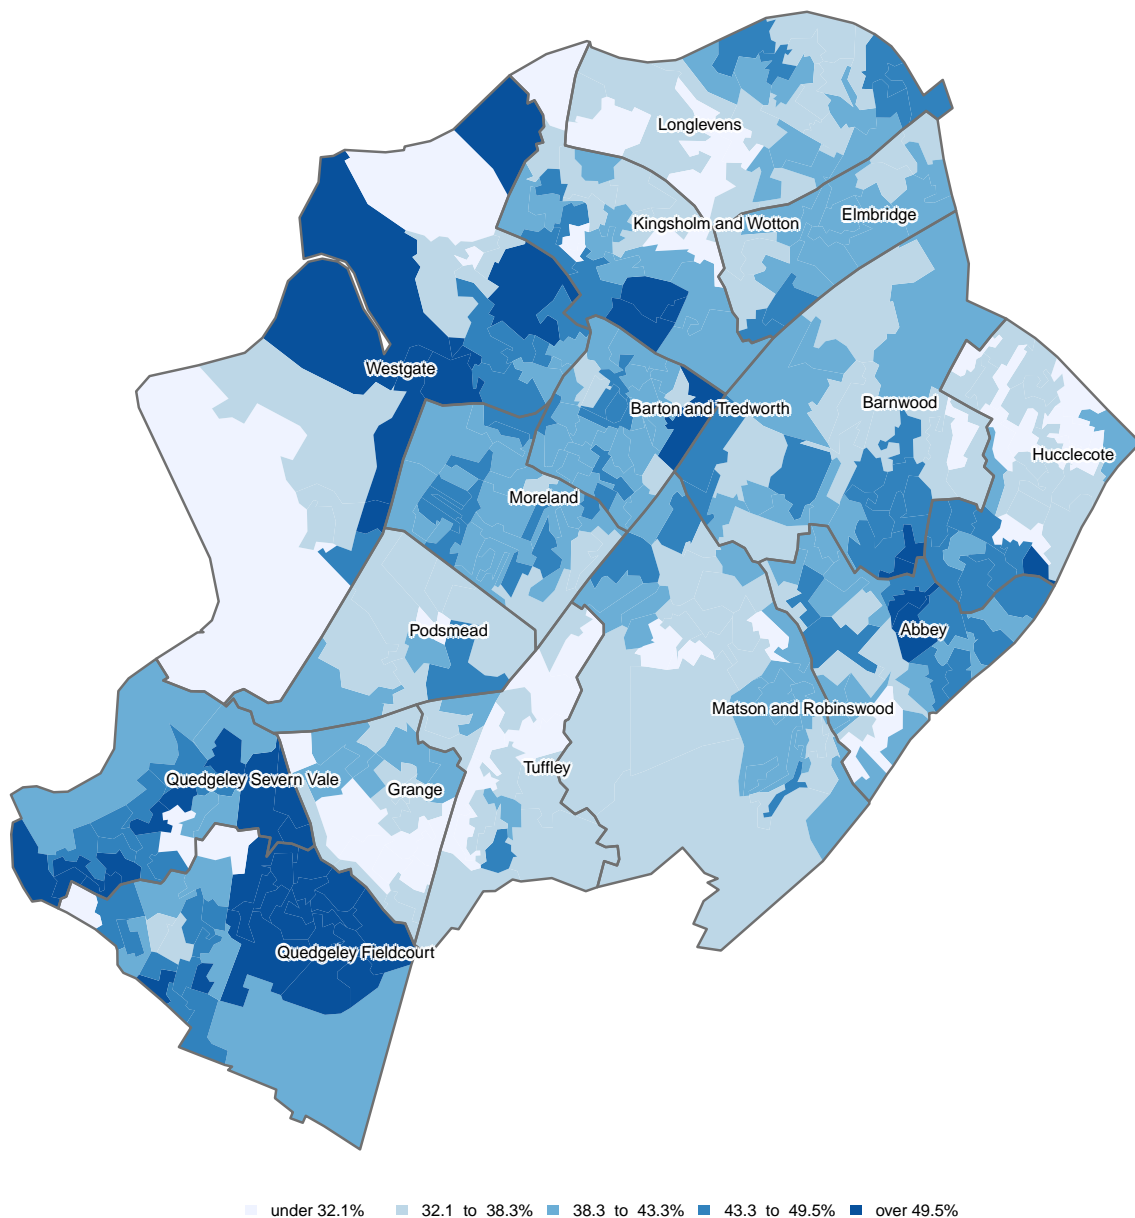 Longlevens
Kingsholm and Wotton
Elmbridge
Westgate
Barton and Tredworth
Barnwood
Hucclecote
Moreland
Podsmead
Abbey
Matson and Robinswood
Tuffley
Quedgeley Severn Vale
Grange
Quedgeley Fieldcourt
under 32.1% 32.1 to 38.3% 38.3 to 43.3% 43.3 to 49.5% over 49.5%